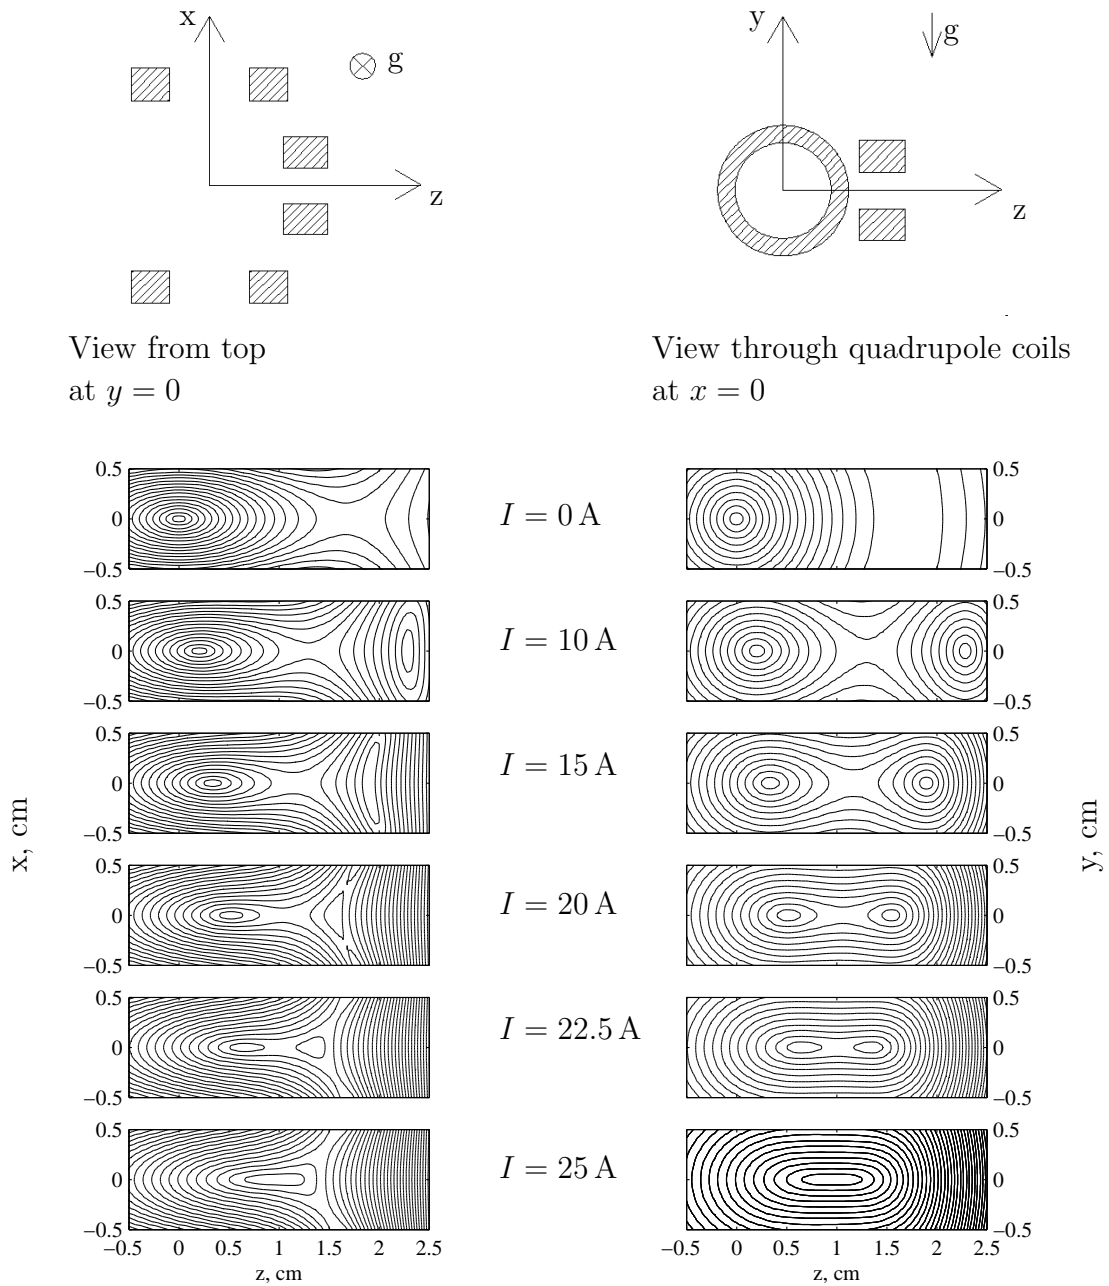 x
g
z
y
g
z
View from top
at y = 0
View through quadrupole coils
at x = 0
0.5
0
−0.5
I = 0 A
0.5
0
−0.5
0.5
0
−0.5
I = 10 A
0.5
0
−0.5
0.5
0
−0.5
I = 15 A
0.5
0
−0.5
x, cm
y, cm
0.5
0
−0.5
I = 20 A
0.5
0
−0.5
0.5
0
−0.5
I = 22.5 A
0.5
0
−0.5
0.5
0
−0.5
I = 25 A
0.5
0
−0.5
−0.5 0 0.5 1 1.5 2 2.5
−0.5 0 0.5 1 1.5 2 2.5
z, cm
z, cm